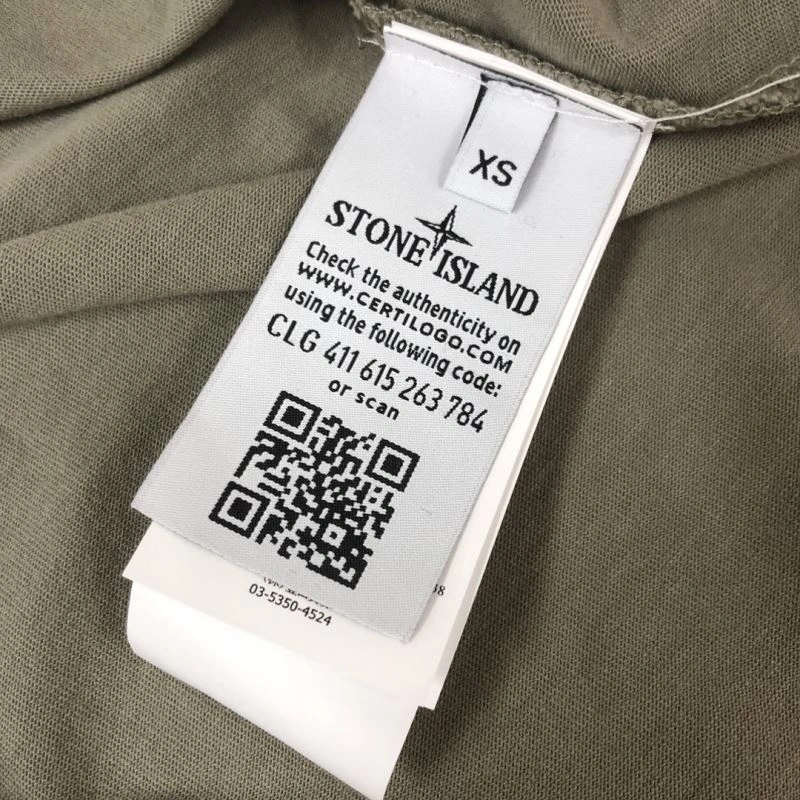 XS
STONE ISLAND
Check the authenticity on
WWW.CERTILOGO.COM
using the following code:
CLG 411 615 263 784
or scan
03-5350-4524